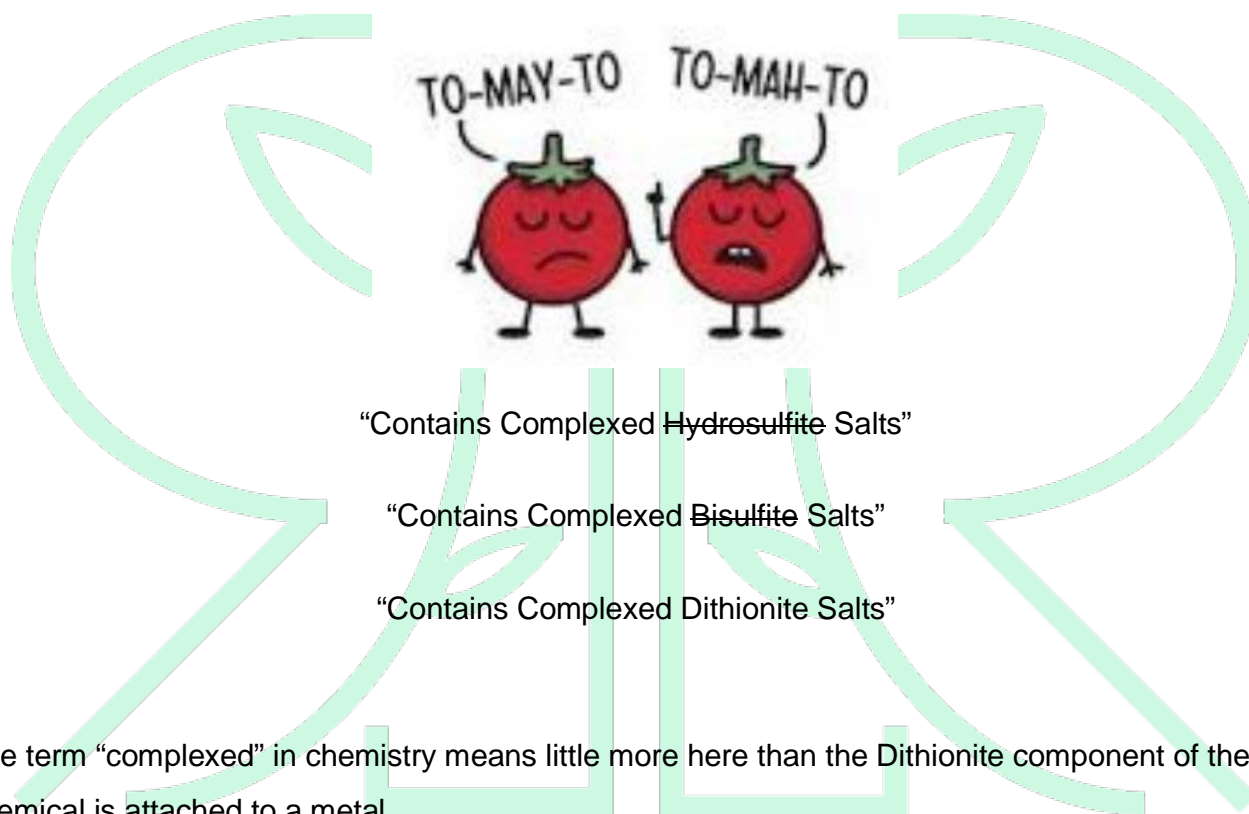 TO-MAY-TO TO-MAH-TO
“Contains Complexed Hydrosulfite Salts”
“Contains Complexed Bisulfite Salts”
“Contains Complexed Dithionite Salts”
e term “complexed” in chemistry means little more here than the Dithionite component of the
emical is attached to a metal